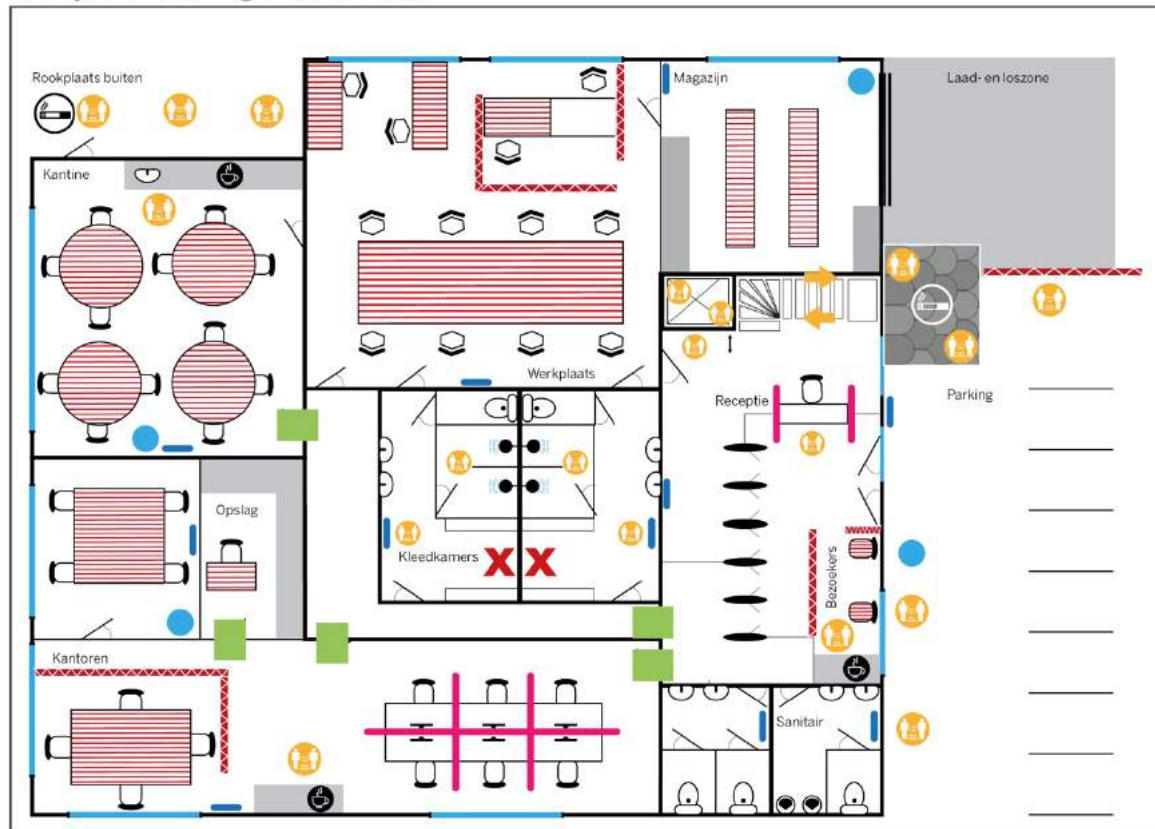 Rookplaats buiten
Magazijn
Laad- en loszone
Kantine
Werkplaats
Receptie
Parking
Opslag
Kleedkamers
Bezoekers
Kantoren
Sanitair